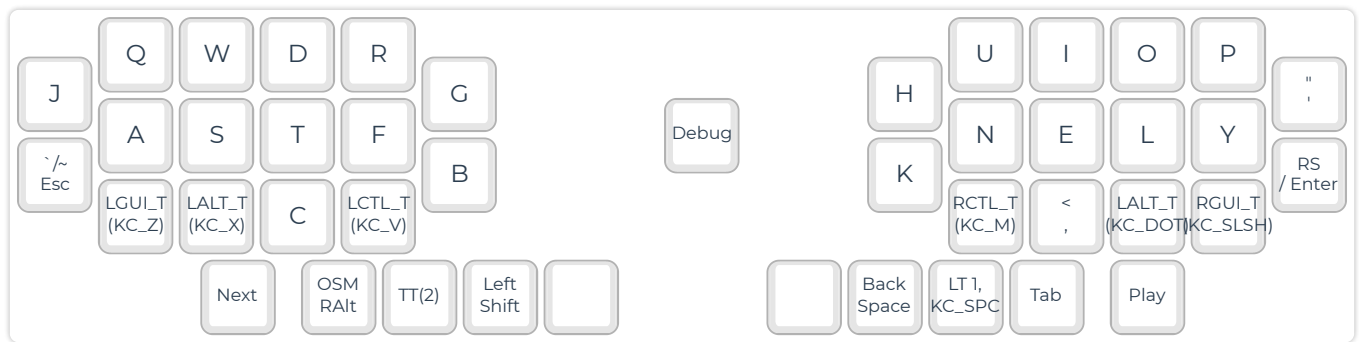 Q W D R U I O P
J G H "
'
A S T F Debug N E L Y
`/~
Esc
B K RS
/ Enter
LGUI_T
(KC_Z)
LALT_T
(KC_X)
C
LCTL_T
(KC_V)
RCTL_T
(KC_M)
<
,
LALT_T
(KC_DOT)
RGUI_T
(KC_SLSH)
Next
OSM
RAlt
TT(2)
Left
Shift
Back
Space
LT 1,
KC_SPC
Tab
Play